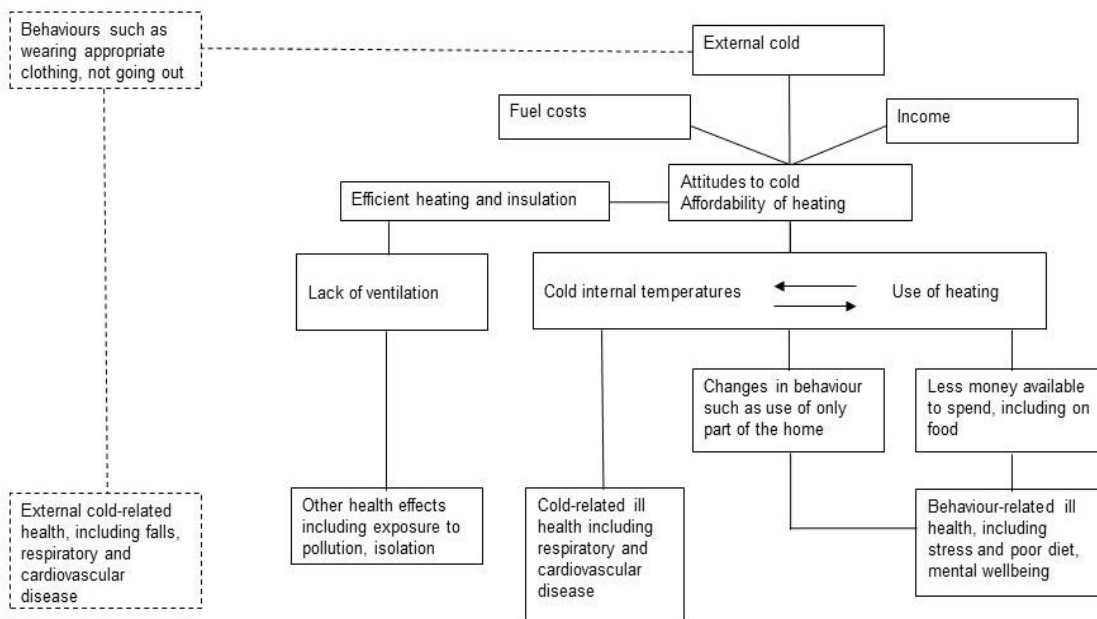 Behaviours such as
wearing appropriate
clothing, not going out
External cold
Fuel costs
Income
Attitudes to cold
Affordability of heating
Efficient heating and insulation
Lack of ventilation
Cold internal temperatures
Use of heating
Changes in behaviour
such as use of only
part of the home
Less money available
to spend, including on
food
External cold-related
health, including falls,
respiratory and
cardiovascular
disease
Other health effects
including exposure to
pollution, isolation
Cold-related ill
health including
respiratory and
cardiovascular
disease
Behaviour-related ill
health, including
stress and poor diet,
mental wellbeing